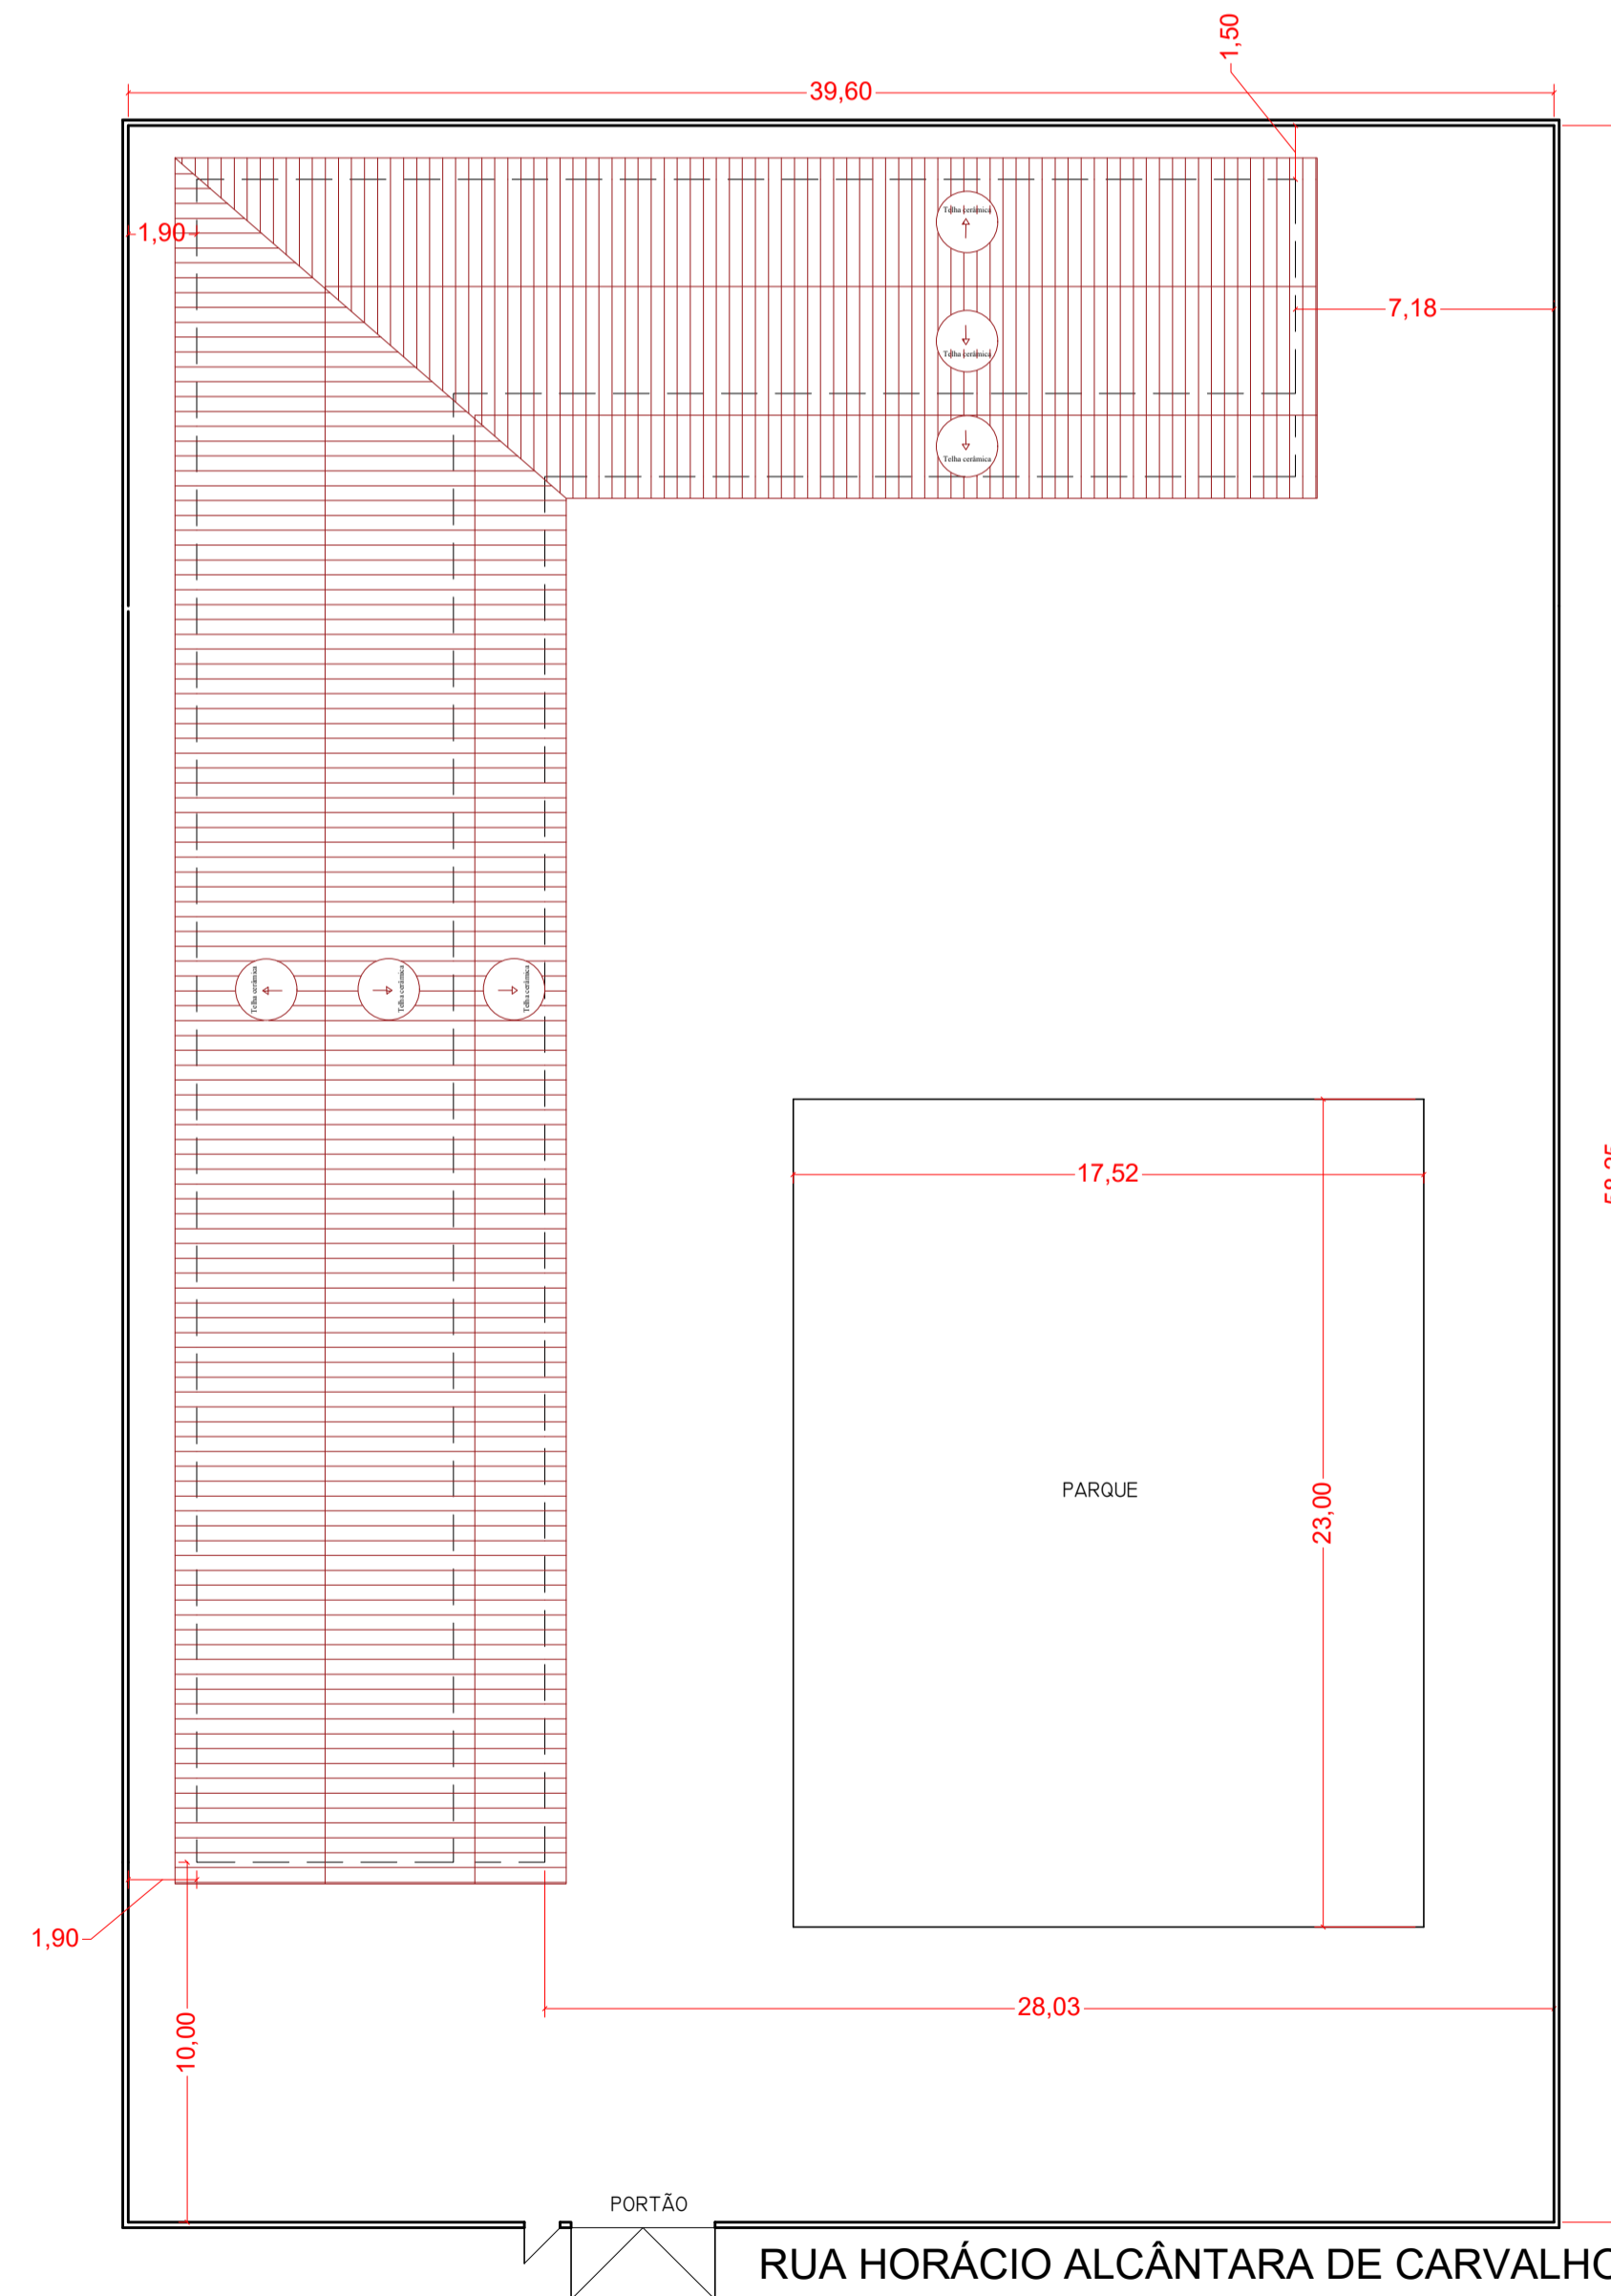 1,50
39,60
Telha cerâmica
1,90
7,18
Telha cerâmica
Telha cerâmica
Telha cerâmica
Telha cerâmica
Telha cerâmica
17,52
PARQUE
23,00
1,90
28,03
10,00
PORTÃO
RUA HORÁCIO ALCÂNTARA DE CARVALHO